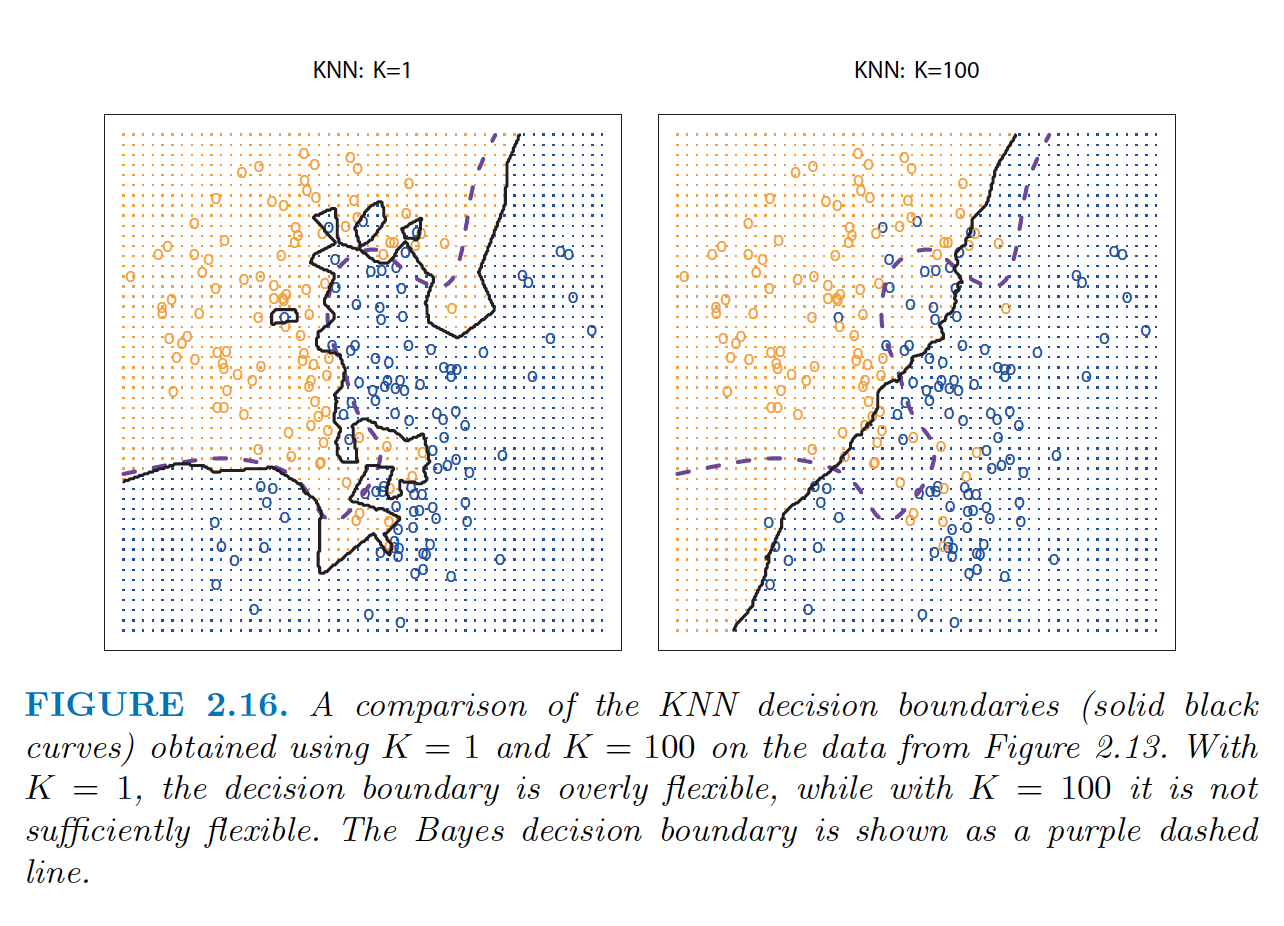 KNN: K=1
KNN: K=100
FIGURE 2.16. A comparison of the KNN decision boundaries (solid black
curves) obtained using K = 1 and K = 100 on the data from Figure 2.13. With
K = 1, the decision boundary is overly flexible, while with K = 100 it is not
sufficiently flexible. The Bayes decision boundary is shown as a purple dashed
line.